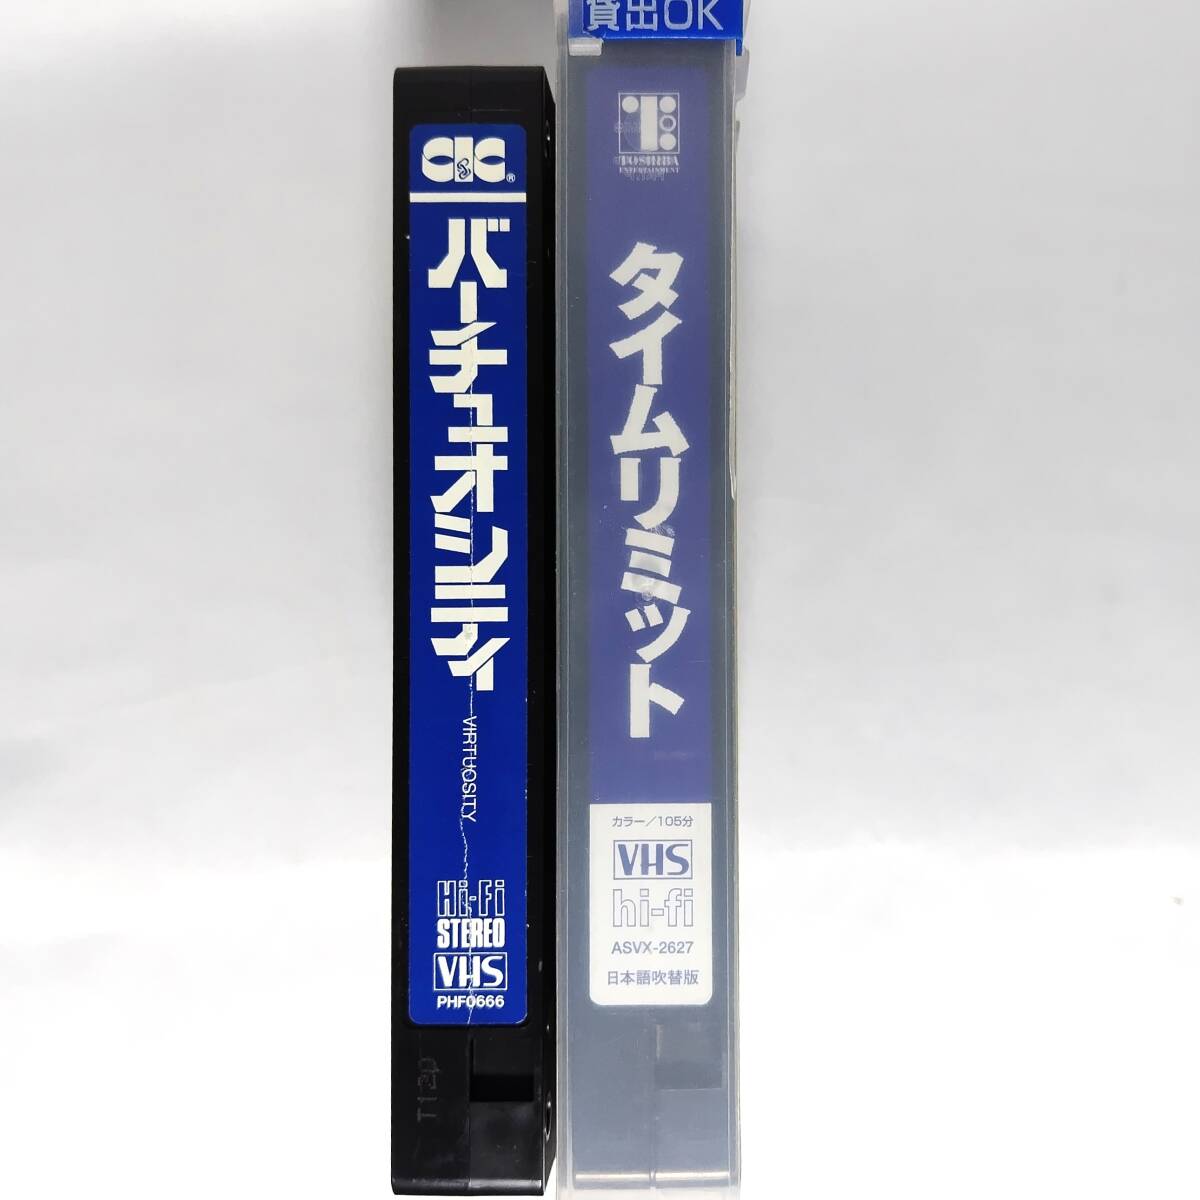 CIC
®
バーチュオシティ
VIRTUOSITY
Hi-Fi
STEREO
VHS
PHF0666
T120
貸出OK
TOSHIBA
ENTERTAINMENT
タイムリミット
カラー/105分
VHS
hi-fi
ASVX-2627
日本語吹替版